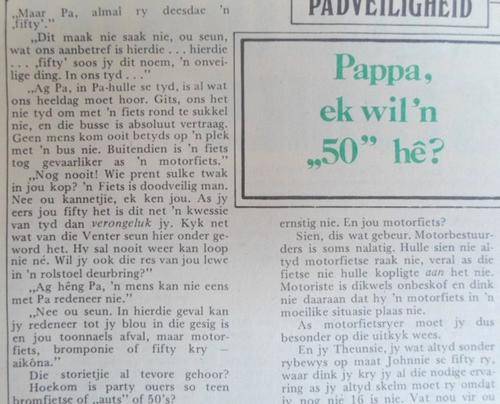 PADVEILIGHEID
Pappa,
ek wil 'n
„50” hê?
„Maar Pa, almal ry deesdae 'n
‚fifty’.”
„Dit maak nie saak nie, ou seun,
wat ons aanbetref is hierdie . . . hierdie
. . . ‚fifty’ soos jy dit noem, 'n onvei-
lige ding. In ons tyd . . .”
„Ag Pa, in Pa-hulle se tyd, is al wat
ons heeldag moet hoor. Gits, ons het
nie tyd om met 'n fiets rond te sukkel
nie, en die busse is absoluut vertraag.
Geen mens kom ooit betyds op 'n plek
met 'n bus nie. Buitendien is 'n fiets
tog gevaarliker as 'n motorfiets.”
„Nog nooit! Wie prent sulke twak
in jou kop? 'n Fiets is doodveilig man.
Nee ou kannetjie, ek ken jou. As jy
eers jou fifty het is dit net 'n kwessie
van tyd dan verongeluk jy. Kyk net
wat van die Venter seun hier onder ge-
word het. Hy sal nooit weer kan loop
nie né. Wil jy ook die res van jou lewe
in 'n rolstoel deurbring?”
„Ag hêng Pa, 'n mens kan nie eens
met Pa redeneer nie.”
„Nee ou seun. In hierdie geval kan
jy redeneer tot jy blou in die gesig is
en jou toonnaels afval, maar motor-
fiets, bromponie of fifty kry –
aikôna.”
Die storietjie al tevore gehoor?
Hoekom is party ouers so teen
bromfietse of „auts” of 50's?
ernstig nie. En jou motorfiets?
Sien, dis wat gebeur. Motorbestuur-
ders is soms nalatig. Hulle sien nie al-
tyd motorfietse raak nie, veral as die
fietse nie hulle kopligte aan het nie.
Motoriste is dikwels onbeskof en dink
nie daaraan dat hy 'n motorfiets in 'n
moeilike situasie plaas nie.
As motorfietsryer moet jy dus
besonder op die uitkyk wees.
En jy Theunsie, jy wat altyd sonder
rybewys op maat Johnnie se fifty ry,
waar dink jy kry jy al die nodige ervа-
ring as jy altyd skelm moet ry omdat
jy nog nie 16 is nie. Vat nou vir ou